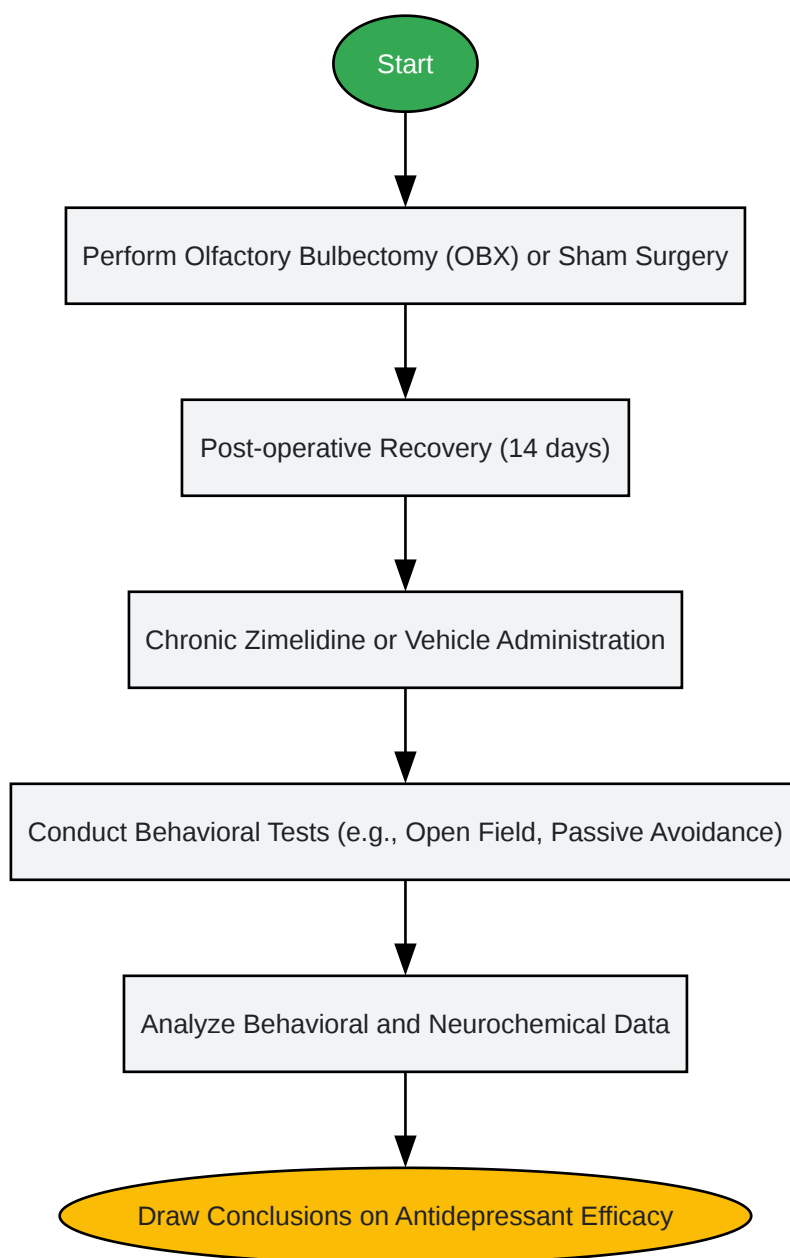 Start
Perform Olfactory Bulbectomy (OBX) or Sham Surgery
Post-operative Recovery (14 days)
Chronic Zimelidine or Vehicle Administration
Conduct Behavioral Tests (e.g., Open Field, Passive Avoidance)
Analyze Behavioral and Neurochemical Data
Draw Conclusions on Antidepressant Efficacy